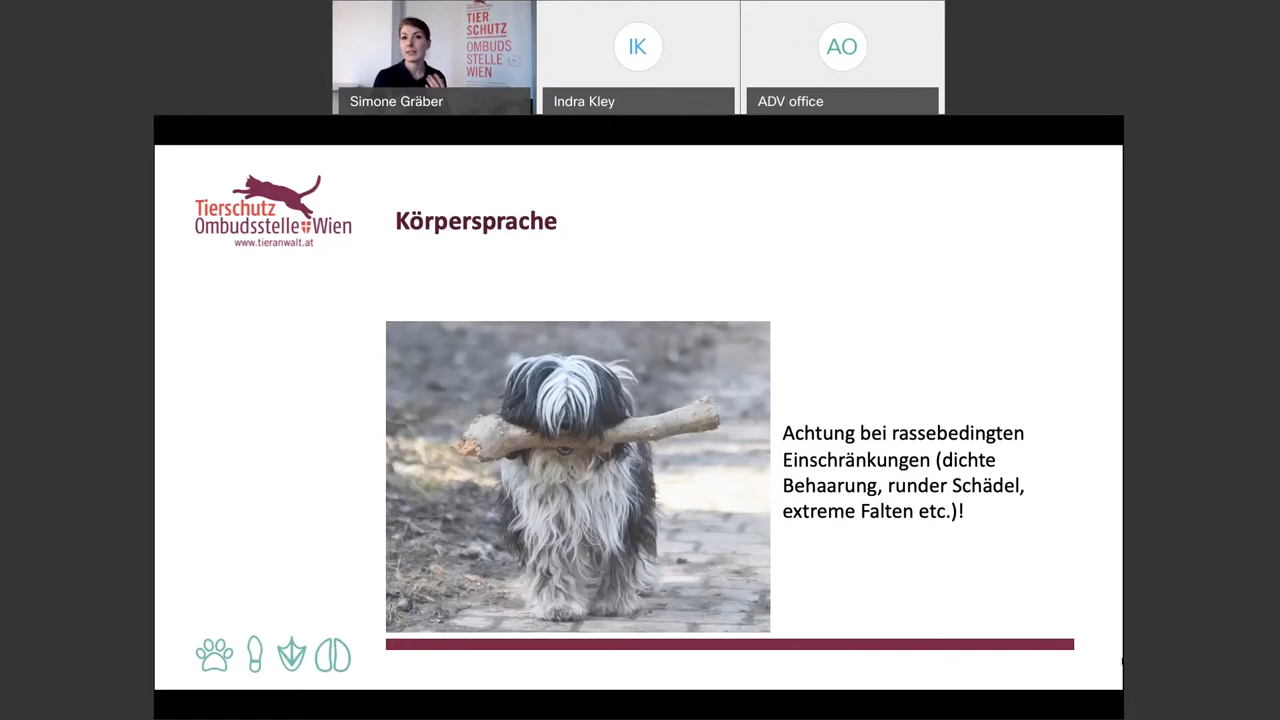 TIER
SCHUTZ
OMBUDS
STELLE
WIEN
IK
AO
Simone Gräber
Indra Kley
ADV office
Tierschutz
Ombudsstelle Wien
www.tieranwalt.at
Körpersprache
Achtung bei rassebedingten
Einschränkungen (dichte
Behaarung, runder Schädel,
extreme Falten etc.)!